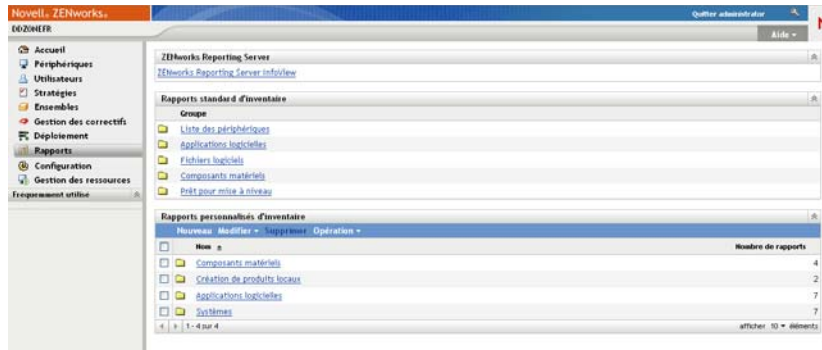 Novell® ZENworks®
Quitter administrator
DDZONEFR
Aide
Accueil
Périphériques
Utilisateurs
Stratégies
Ensembles
Gestion des correctifs
Déploiement
Rapports
Configuration
Gestion des ressources
Fréquemment utilisé
ZENworks Reporting Server
ZENworks Reporting Server InfoView
Rapports standard d'inventaire
Groupe
Liste des périphériques
Applications logicielles
Fichiers logiciels
Composants matériels
Prêt pour mise à niveau
Rapports personnalisés d'inventaire
Nouveau Modifier Supprimer Opération
Nom Nombre de rapports
Composants matériels 4
Création de produits locaux 2
Applications logicielles 7
Systèmes 7
1 - 4 sur 4 afficher 10 éléments